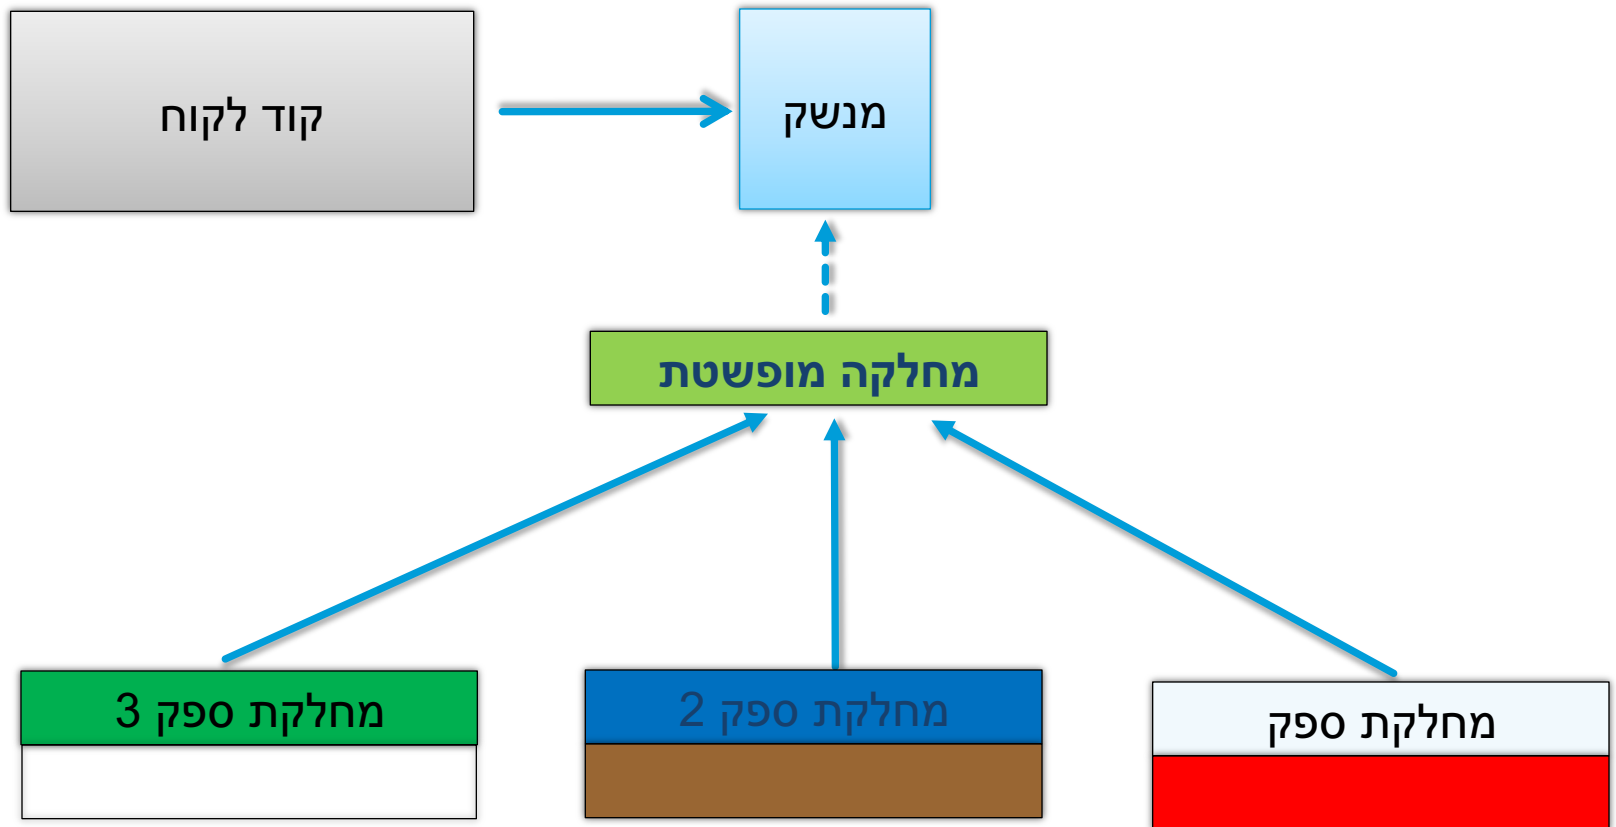 קוד לקוח
מנשק
מחלקה מופשטת
מחלקת ספק
מחלקת ספק 2
מחלקת ספק 3